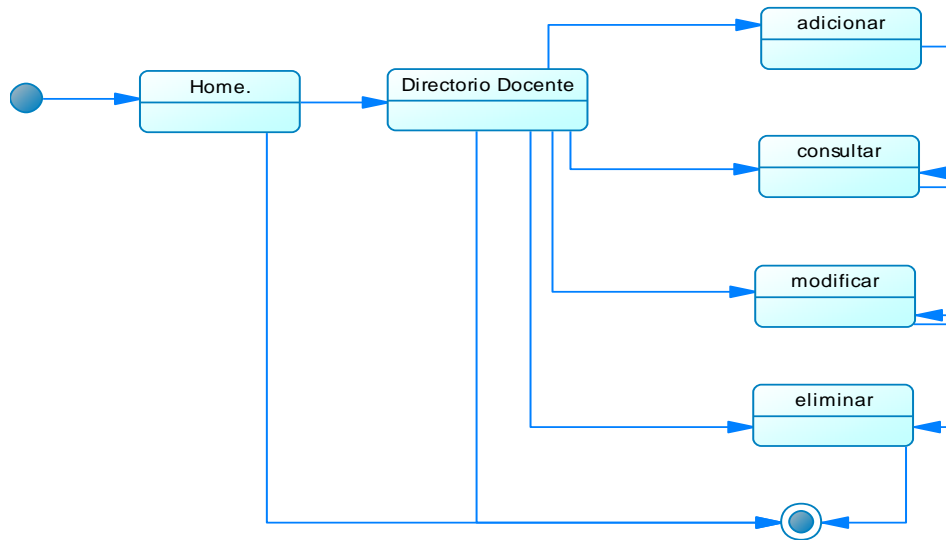 adicionar
Home.
Directorio Docente
consultar
modificar
eliminar